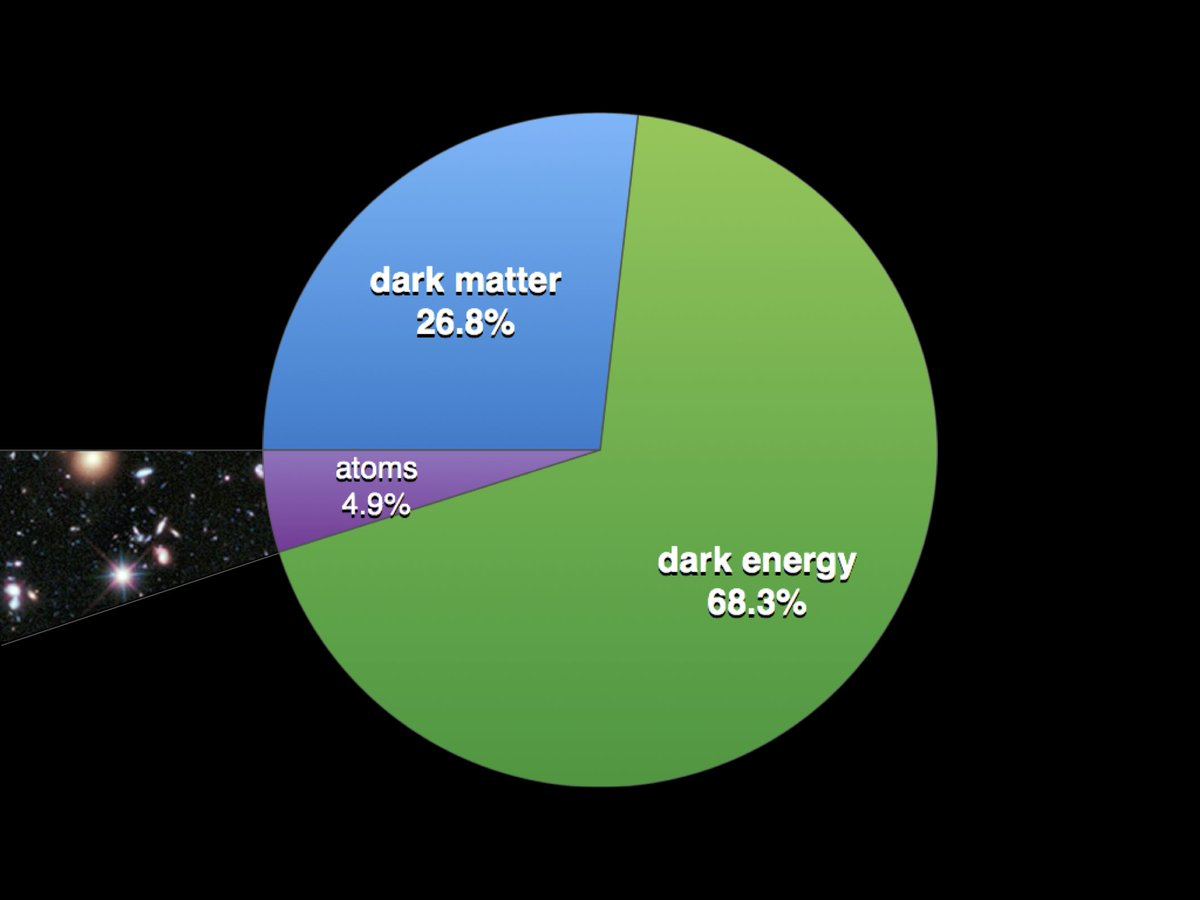 dark matter
26.8%
atoms
4.9%
dark energy
68.3%